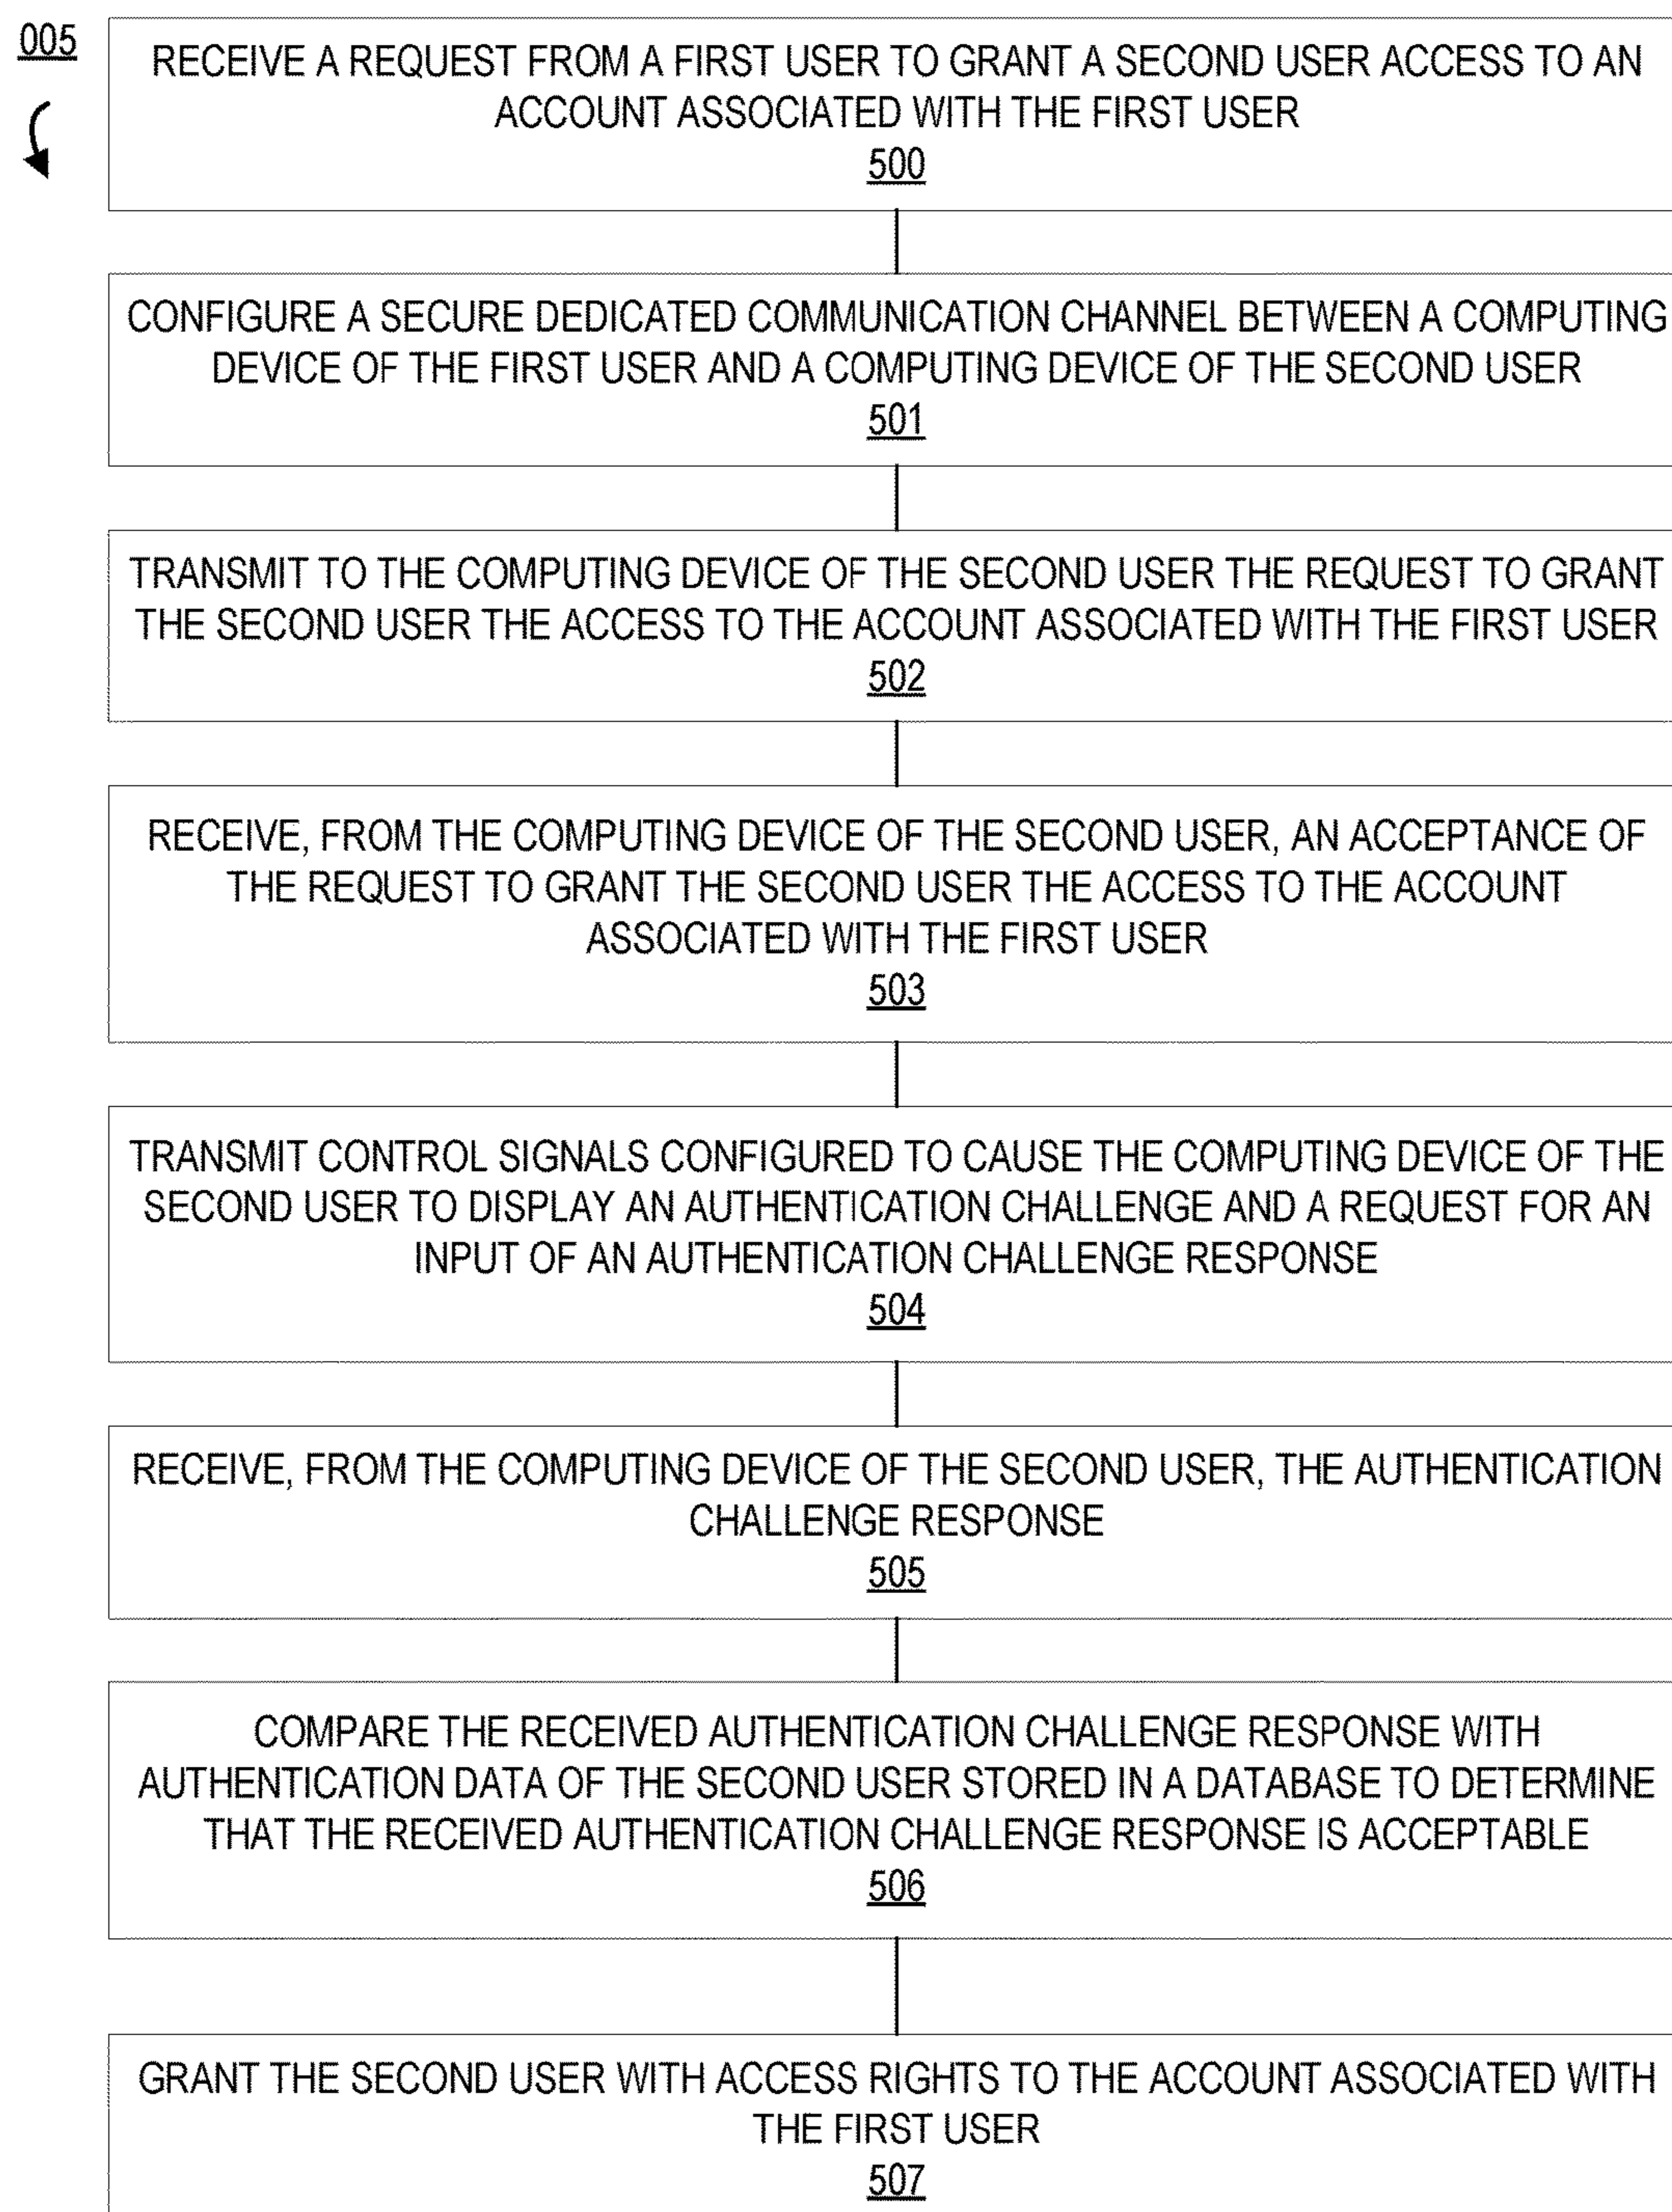 005
RECEIVE A REQUEST FROM A FIRST USER TO GRANT A SECOND USER ACCESS TO AN
ACCOUNT ASSOCIATED WITH THE FIRST USER
500
CONFIGURE A SECURE DEDICATED COMMUNICATION CHANNEL BETWEEN A COMPUTING
DEVICE OF THE FIRST USER AND A COMPUTING DEVICE OF THE SECOND USER
501
TRANSMIT TO THE COMPUTING DEVICE OF THE SECOND USER THE REQUEST TO GRANT
THE SECOND USER THE ACCESS TO THE ACCOUNT ASSOCIATED WITH THE FIRST USER
502
RECEIVE, FROM THE COMPUTING DEVICE OF THE SECOND USER, AN ACCEPTANCE OF
THE REQUEST TO GRANT THE SECOND USER THE ACCESS TO THE ACCOUNT
ASSOCIATED WITH THE FIRST USER
503
TRANSMIT CONTROL SIGNALS CONFIGURED TO CAUSE THE COMPUTING DEVICE OF THE
SECOND USER TO DISPLAY AN AUTHENTICATION CHALLENGE AND A REQUEST FOR AN
INPUT OF AN AUTHENTICATION CHALLENGE RESPONSE
504
RECEIVE, FROM THE COMPUTING DEVICE OF THE SECOND USER, THE AUTHENTICATION
CHALLENGE RESPONSE
505
COMPARE THE RECEIVED AUTHENTICATION CHALLENGE RESPONSE WITH
AUTHENTICATION DATA OF THE SECOND USER STORED IN A DATABASE TO DETERMINE
THAT THE RECEIVED AUTHENTICATION CHALLENGE RESPONSE IS ACCEPTABLE
506
GRANT THE SECOND USER WITH ACCESS RIGHTS TO THE ACCOUNT ASSOCIATED WITH
THE FIRST USER
507